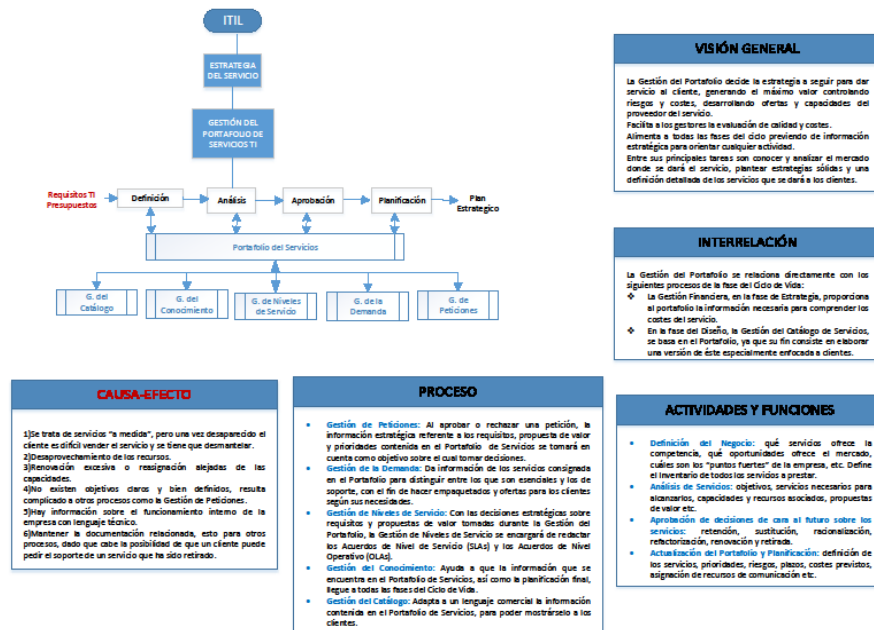 ITIL
ESTRATEGIA
DEL SERVICIO
GESTIÓN DEL
PORTAFOLIO DE
SERVICIOS TI
Requisitos TI
Presupuestos
Definición
Análisis
Aprobación
Planificación
Plan
Estrategico
Portafolio del Servicios
G. del
Catálogo
G. del
Conocimiento
G. de Niveles
de Servicio
G. de la
Demanda
G. de
Peticiones
VISIÓN GENERAL
La Gestión del Portafolio decide la estrategia a seguir para dar
servicio al cliente, generando el máximo valor controlando
riesgos y costes, desarrollando ofertas y capacidades del
proveedor del servicio.
Facilita a los gestores la evaluación de calidad y costes.
Alimenta a todas las fases del ciclo previendo de información
estratégica para orientar cualquier actividad.
Entre sus principales tareas son conocer y analizar el mercado
donde se dará el servicio, plantear estrategias sólidas y una
definición detallada de los servicios que se dará a los clientes.
INTERRELACIÓN
La Gestión del Portafolio se relaciona directamente con los
siguientes procesos de la fase del Ciclo de Vida:
❖ La Gestión Financiera, en la fase de Estrategia, proporciona
al portafolio la información necesaria para comprender los
costes del servicio.
❖ En la fase del Diseño, la Gestión del Catálogo de Servicios,
se basa en el Portafolio, ya que su fin consiste en elaborar
una versión de éste especialmente enfocada a clientes.
CAUSA-EFECTO
1)Se trata de servicios "a medida", pero una vez desaparecido el
cliente es difícil vender el servicio y se tiene que desmantelar.
2)Desaprovechamiento de los recursos.
3)Renovación excesiva o reasignación alejadas de las
capacidades.
4)No existen objetivos claros y bien definidos, resulta
complicado a otros procesos como la Gestión de Peticiones.
5)Hay información sobre el funcionamiento interno de la
empresa con lenguaje técnico.
6)Mantener la documentación relacionada, esto para otros
procesos, dado que cabe la posibilidad de que un cliente puede
pedir el soporte de un servicio que ha sido retirado.
PROCESO
• Gestión de Peticiones: Al aprobar o rechazar una petición, la
información estratégica referente a los requisitos, propuesta de valor
y prioridades contenida en el Portafolio de Servicios se tomará en
cuenta como objetivo sobre el cual tomar decisiones.
• Gestión de la Demanda: Da información de los servicios consignada
en el Portafolio para distinguir entre los que son esenciales y los de
soporte, con el fin de hacer empaquetados y ofertas para los clientes
según sus necesidades.
• Gestión de Niveles de Servicio: Con las decisiones estratégicas sobre
requisitos y propuestas de valor tomadas durante la Gestión del
Portafolio, la Gestión de Niveles de Servicio se encargará de redactar
los Acuerdos de Nivel de Servicio (SLAs) y los Acuerdos de Nivel
Operativo (OLAs).
• Gestión del Conocimiento: Ayuda a que la información que se
encuentra en el Portafolio de Servicios, así como la planificación final,
llegue a todas las fases del Ciclo de Vida.
• Gestión del Catálogo: Adapta a un lenguaje comercial la información
contenida en el Portafolio de Servicios, para poder mostrárselo a los
clientes.
ACTIVIDADES Y FUNCIONES
• Definición del Negocio: qué servicios ofrece la
competencia, qué oportunidades ofrece el mercado,
cuáles son los "puntos fuertes" de la empresa, etc. Define
el inventario de todos los servicios a prestar.
• Análisis de Servicios: objetivos, servicios necesarios para
alcanzarlos, capacidades y recursos asociados, propuestas
de valor etc.
• Aprobación de decisiones de cara al futuro sobre los
servicios: retención, sustitución, racionalización,
refactorización, renovación y retirada.
• Actualización del Portafolio y Planificación: definición de
los servicios, prioridades, riesgos, plazos, costes previstos,
asignación de recursos de comunicación etc.